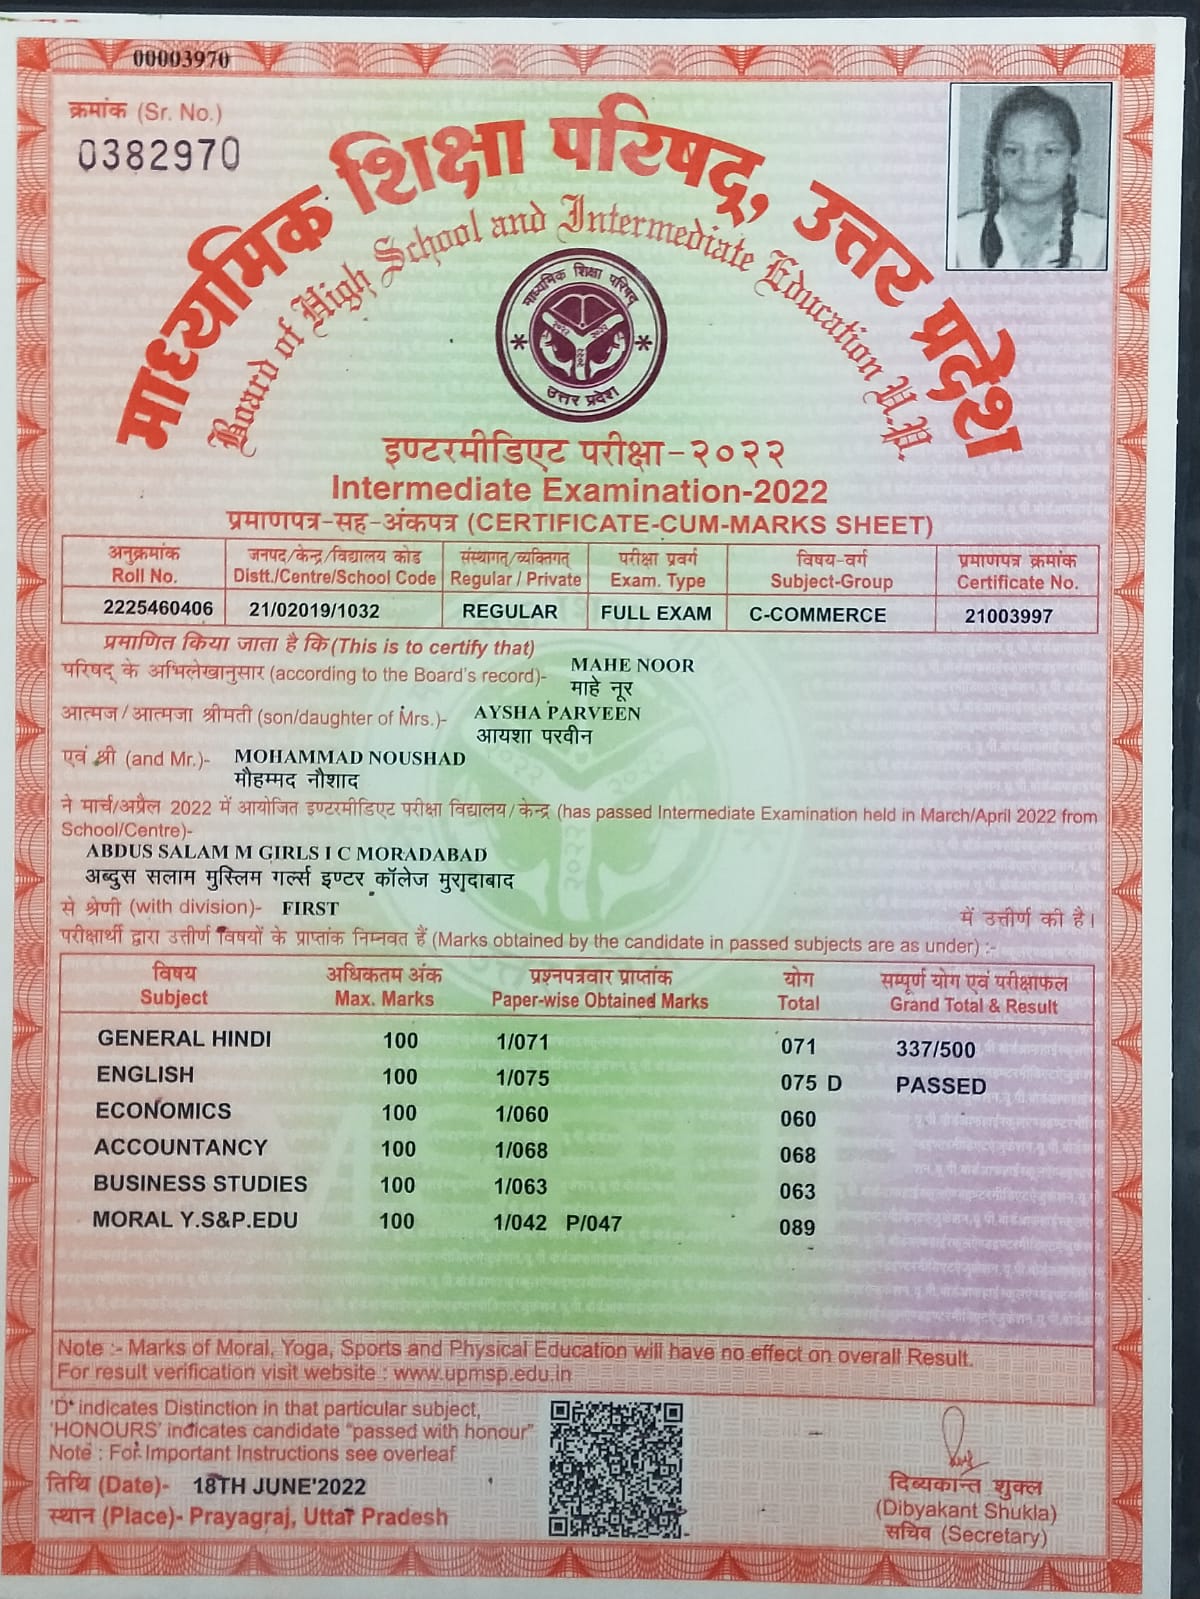 00003970
क्रमांक (Sr. No.)
0382970
माध्यमिक शिक्षा परिषद्, उत्तर प्रदेश
Board of High School and Intermediate Education U.P.
माध्यमिक शिक्षा परिषद्
उत्तर प्रदेश
इण्टरमीडिएट परीक्षा-२०२२
Intermediate Examination-2022
प्रमाणपत्र-सह-अंकपत्र (CERTIFICATE-CUM-MARKS SHEET)
अनुक्रमांक जनपद/केन्द्र/विद्यालय कोड संस्थागत्/व्यक्तिगत् परीक्षा प्रवर्ग विषय-वर्ग प्रमाणपत्र क्रमांक
Roll No. Distt./Centre/School Code Regular / Private Exam. Type Subject-Group Certificate No.
2225460406 21/02019/1032 REGULAR FULL EXAM C-COMMERCE 21003997
प्रमाणित किया जाता है कि(This is to certify that)
परिषद् के अभिलेखानुसार (according to the Board's record)- MAHE NOOR
माहे नूर
आत्मज/आत्मजा श्रीमती (son/daughter of Mrs.)- AYSHA PARVEEN
आयशा परवीन
एवं श्री (and Mr.)- MOHAMMAD NOUSHAD
मौहम्मद नौशाद
ने मार्च/अप्रैल 2022 में आयोजित इण्टरमीडिएट परीक्षा विद्यालय/केन्द्र (has passed Intermediate Examination held in March/April 2022 from
School/Centre)-
ABDUS SALAM M GIRLS I C MORADABAD
अब्दुस सलाम मुस्लिम गर्ल्स इण्टर कॉलेज मुरादाबाद
से श्रेणी (with division)- FIRST में उत्तीर्ण की है।
परीक्षार्थी द्वारा उत्तीर्ण विषयों के प्राप्तांक निम्नवत हैं (Marks obtained by the candidate in passed subjects are as under) :-
विषय अधिकतम अंक प्रश्नपत्रवार प्राप्तांक योग सम्पूर्ण योग एवं परीक्षाफल
Subject Max. Marks Paper-wise Obtained Marks Total Grand Total & Result
GENERAL HINDI 100 1/071 071 337/500
ENGLISH 100 1/075 075 D PASSED
ECONOMICS 100 1/060 060
ACCOUNTANCY 100 1/068 068
BUSINESS STUDIES 100 1/063 063
MORAL Y.S&P.EDU 100 1/042 P/047 089
Note :- Marks of Moral, Yoga, Sports and Physical Education will have no effect on overall Result.
For result verification visit website : www.upmsp.edu.in
'D' indicates Distinction in that particular subject,
'HONOURS' indicates candidate "passed with honour"
Note : For Important Instructions see overleaf
तिथि (Date)- 18TH JUNE'2022
स्थान (Place)- Prayagraj, Uttar Pradesh
दिब्यकान्त शुक्ल
(Dibyakant Shukla)
सचिव (Secretary)